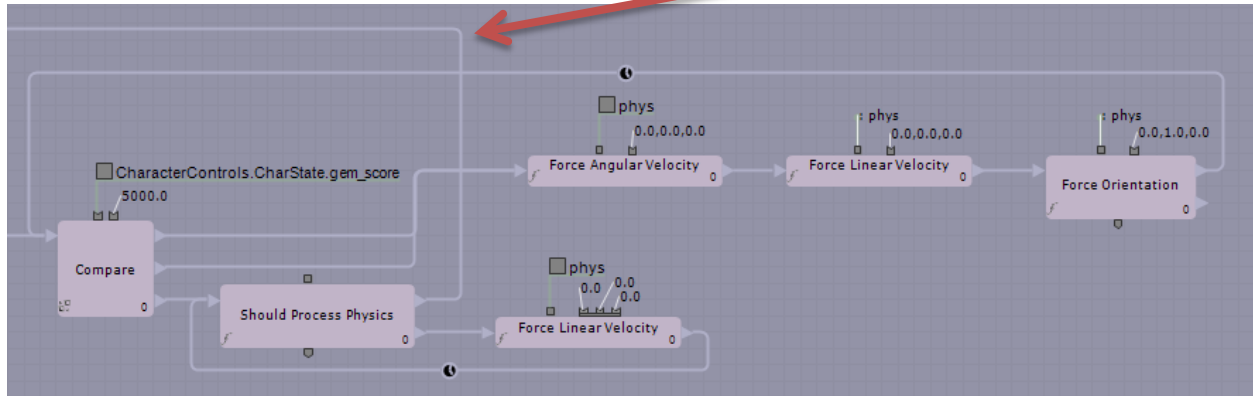 phys
0.0,0.0,0.0
: phys
0.0,0.0,0.0
: phys
0.0,1.0,0.0
CharacterControls.CharState.gem_score
5000.0
Force Angular Velocity
f
0
Force Linear Velocity
f
0
Force Orientation
f
0
Compare
0
phys
0.0
0.0
0.0
Should Process Physics
f
0
Force Linear Velocity
f
0